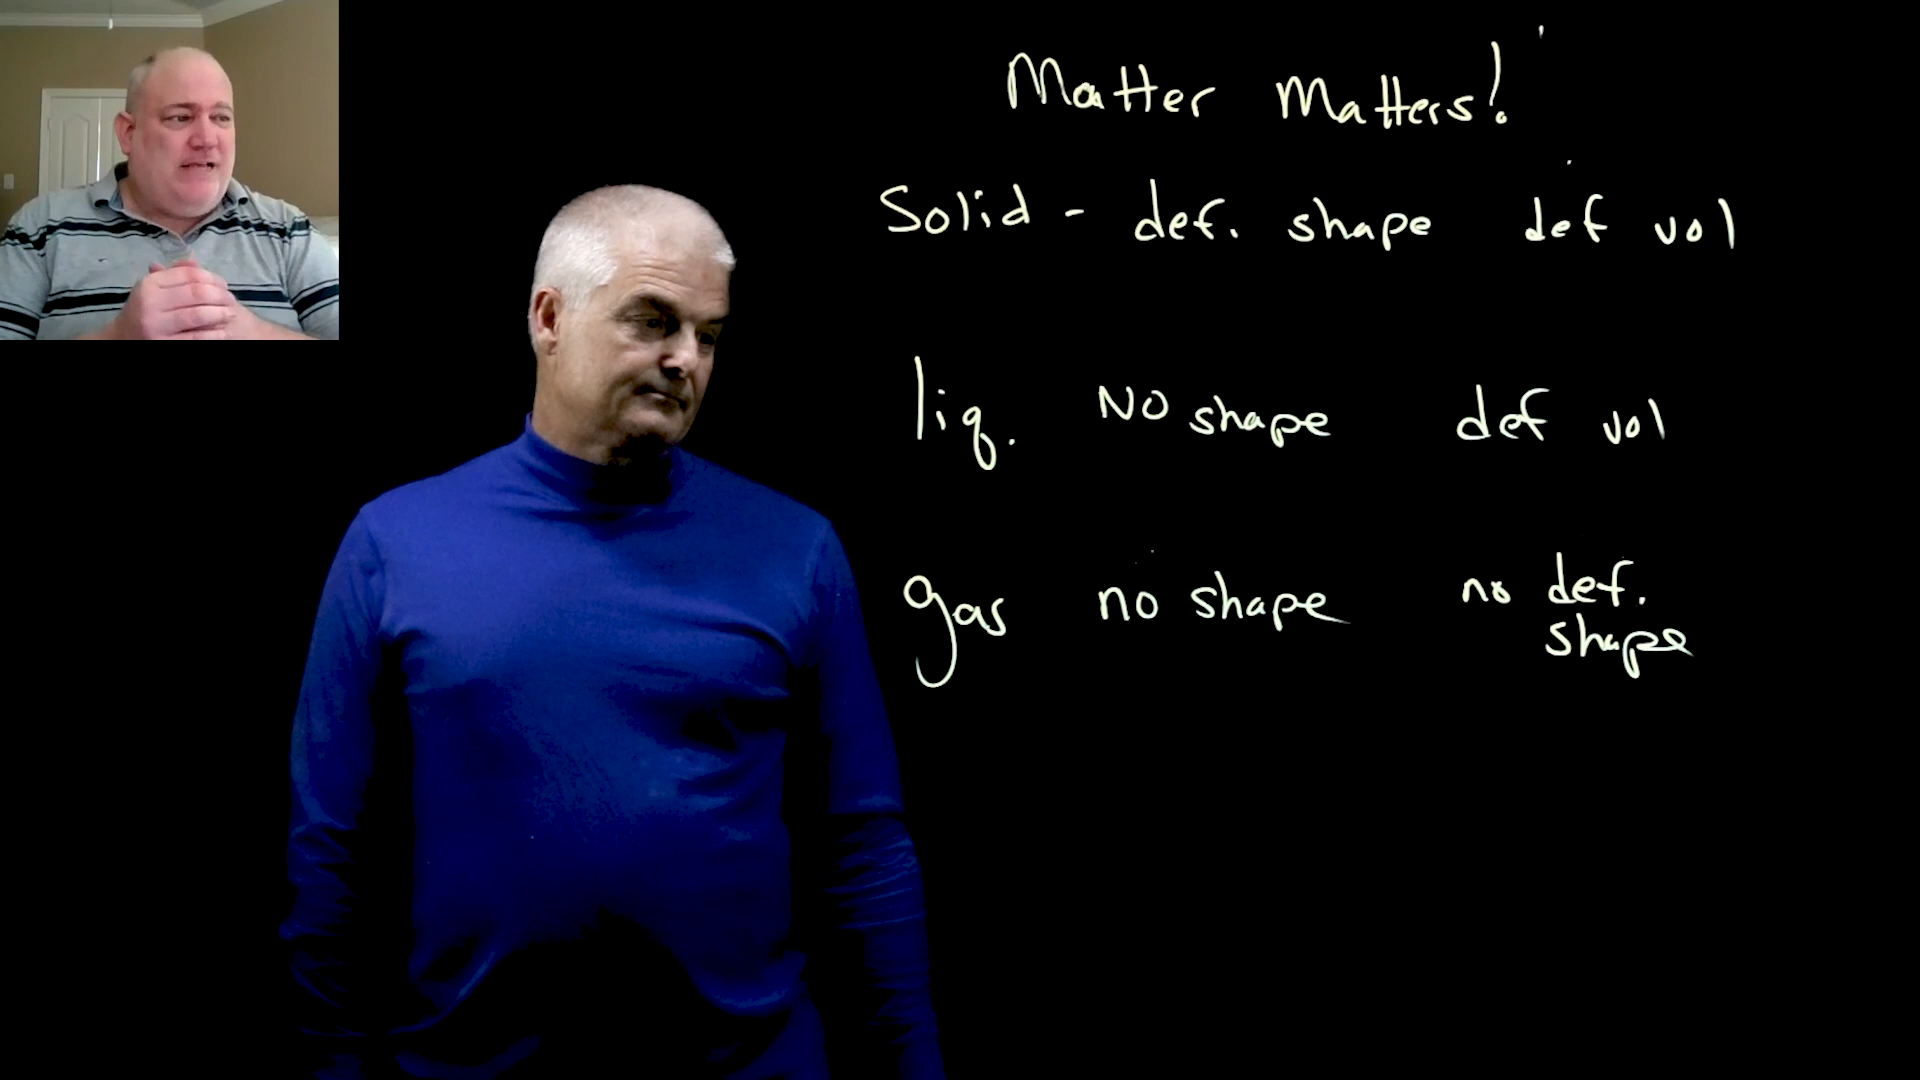 Matter Matters!
Solid - def. shape def vol
liq. NO shape def vol
gas no shape no def.
shape